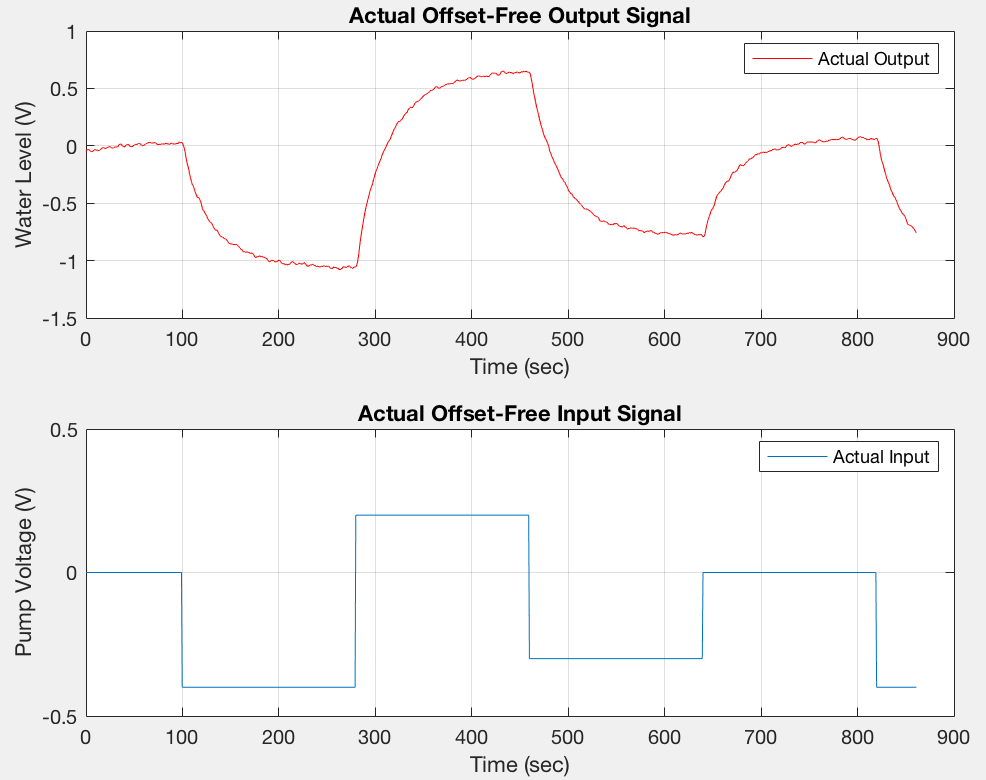 Actual Offset-Free Output Signal
1
0.5
0
-0.5
-1
-1.5
Water Level (V)
Actual Output
0 100 200 300 400 500 600 700 800 900
Time (sec)
Actual Offset-Free Input Signal
0.5
0
-0.5
Pump Voltage (V)
Actual Input
0 100 200 300 400 500 600 700 800 900
Time (sec)